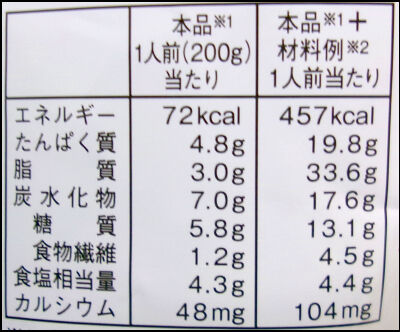 本品※1
1人前(200g)
当たり
本品※1+
材料例※2
1人前当たり
エネルギー 72kcal 457kcal
たんぱく質 4.8g 19.8g
脂質 3.0g 33.6g
炭水化物 7.0g 17.6g
糖質 5.8g 13.1g
食物繊維 1.2g 4.5g
食塩相当量 4.3g 4.4g
カルシウム 48mg 104mg